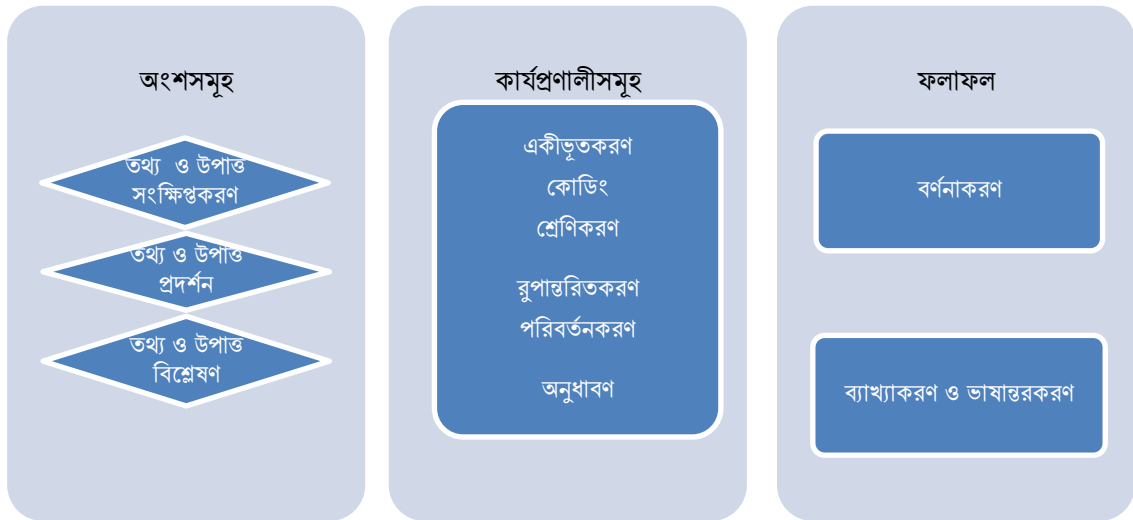 অংশসমূহ
তথ্য ও উপাত্ত
সংক্ষিপ্তকরণ
তথ্য ও উপাত্ত
প্রদর্শন
তথ্য ও উপাত্ত
বিশ্লেষণ
কার্যপ্রণালীসমূহ
একীভূতকরণ
কোডিং
শ্রেণিকরণ
রুপান্তরিতকরণ
পরিবর্তনকরণ
অনুধাবণ
ফলাফল
বর্ণনাকরণ
ব্যাখ্যাকরণ ও ভাষান্তরকরণ